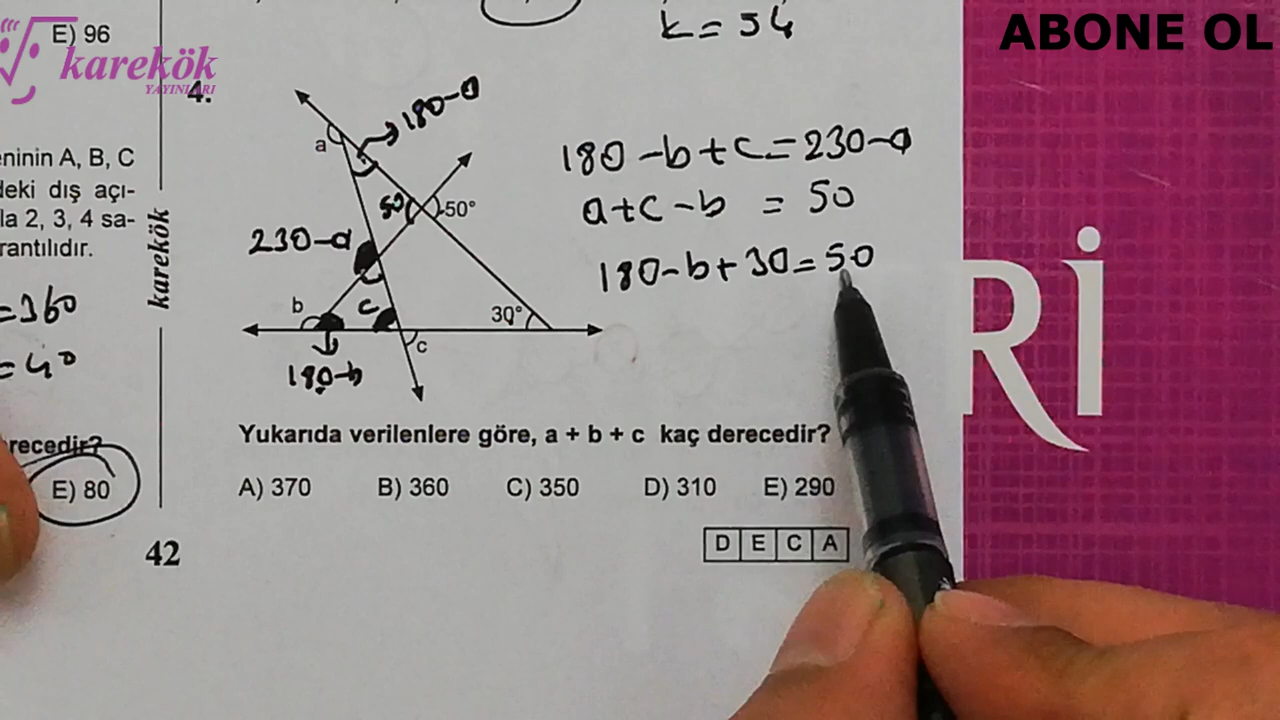 ABONE OL
E) 96
karekök
YAYINLARI
K = 54
4.
eninin A, B, C
deki dış açı-
la 2, 3, 4 sa-
rantılıdır.
=360
= 40
recedir?
E) 80
karekök
42
a
180-a
50
50°
230-a
b
c
30°
c
180-b
180 -b+c=230-a
a+c-b = 50
180-b+30=50
Yukarıda verilenlere göre, a + b + c kaç derecedir?
A) 370 B) 360 C) 350 D) 310 E) 290
D E C A
Rİ